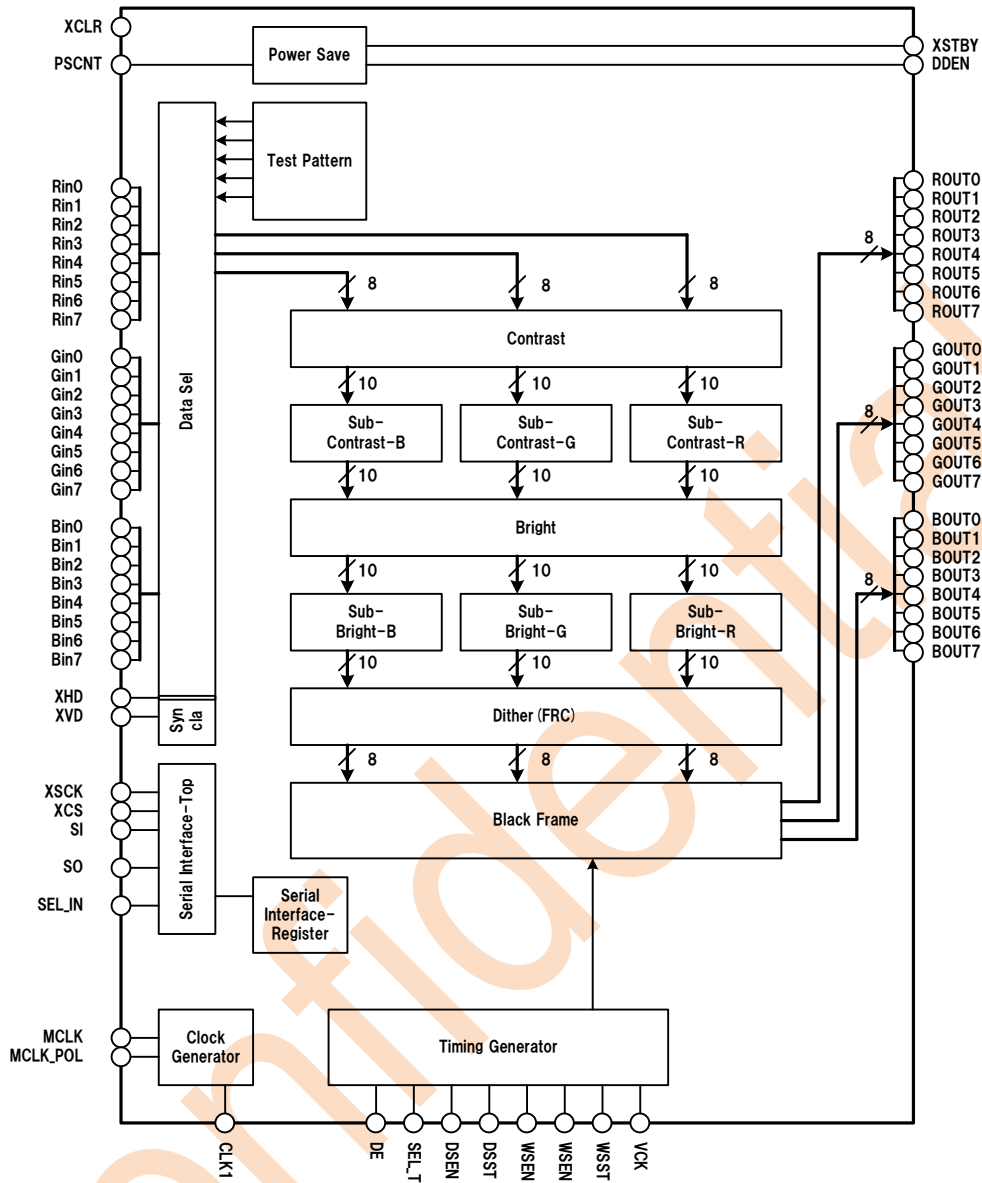 XCLR
PSCNT
Power Save
XSTBY
DDEN
Test Pattern
Data Sel
Rin0
Rin1
Rin2
Rin3
Rin4
Rin5
Rin6
Rin7
Gin0
Gin1
Gin2
Gin3
Gin4
Gin5
Gin6
Gin7
Bin0
Bin1
Bin2
Bin3
Bin4
Bin5
Bin6
Bin7
XHD
XVD
Syn
cla
8
8
8
Contrast
10
10
10
Sub-
Contrast-B
Sub-
Contrast-G
Sub-
Contrast-R
10
10
10
Bright
10
10
10
Sub-
Bright-B
Sub-
Bright-G
Sub-
Bright-R
10
10
10
Dither (FRC)
8
8
8
Black Frame
8
ROUT0
ROUT1
ROUT2
ROUT3
ROUT4
ROUT5
ROUT6
ROUT7
8
GOUT0
GOUT1
GOUT2
GOUT3
GOUT4
GOUT5
GOUT6
GOUT7
8
BOUT0
BOUT1
BOUT2
BOUT3
BOUT4
BOUT5
BOUT6
BOUT7
XSCK
XCS
SI
SO
SEL_IN
Serial Interface-Top
Serial
Interface-
Register
MCLK
MCLK_POL
Clock
Generator
Timing Generator
CLK1
DE
SEL_T
DSEN
DSST
WSEN
WSEN
WSST
VCK
onfidential